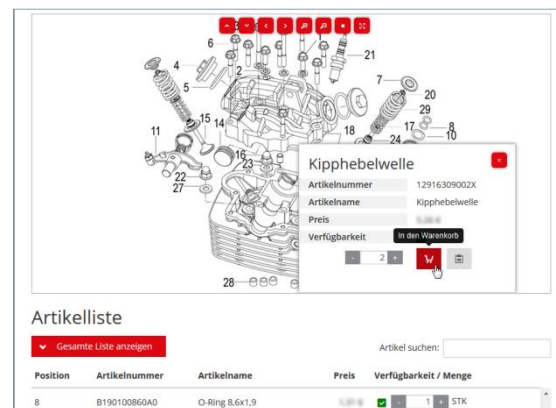 6
2
1
21
4
5
7
20
29
8
10
17
24
18
15
14
11
16
23
22
27
28
Kipphebelwelle
Artikelnummer 12916309002X
Artikelname Kipphebelwelle
Preis
Verfügbarkeit
In den Warenkorb
- 2 +
Artikelliste
Gesamte Liste anzeigen
Artikel suchen:
Position Artikelnummer Artikelname Preis Verfügbarkeit / Menge
8 B190100860A0 O-Ring 8,6x1,9 - 1 + STK